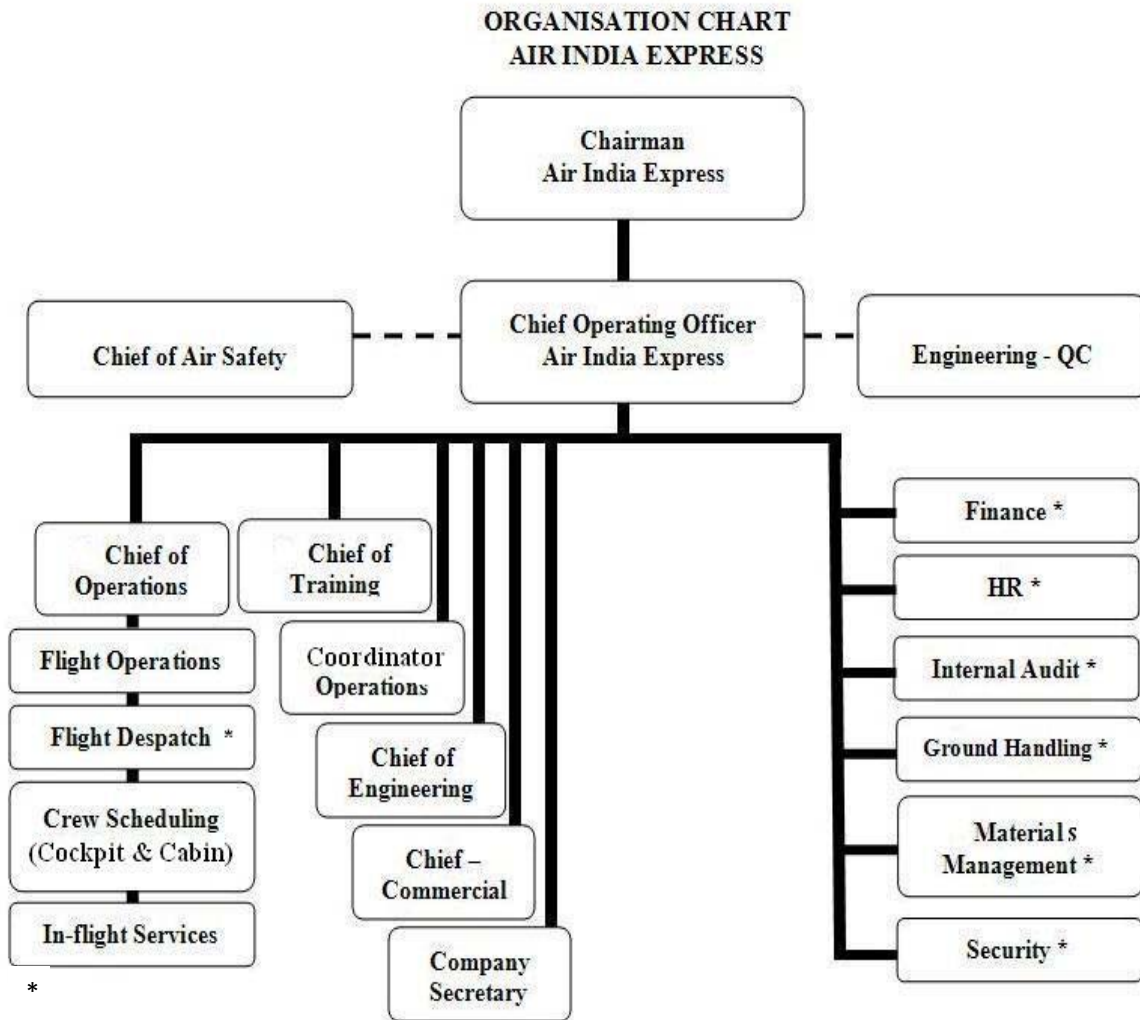 ORGANISATION CHART
AIR INDIA EXPRESS
Chairman
Air India Express
Chief Operating Officer
Air India Express
Chief of Air Safety
Engineering - QC
Chief of
Operations
Flight Operations
Flight Despatch *
Crew Scheduling
(Cockpit & Cabin)
In-flight Services
*
Chief of
Training
Coordinator
Operations
Chief of
Engineering
Chief –
Commercial
Company
Secretary
Finance *
HR *
Internal Audit *
Ground Handling *
Materials
Management *
Security *